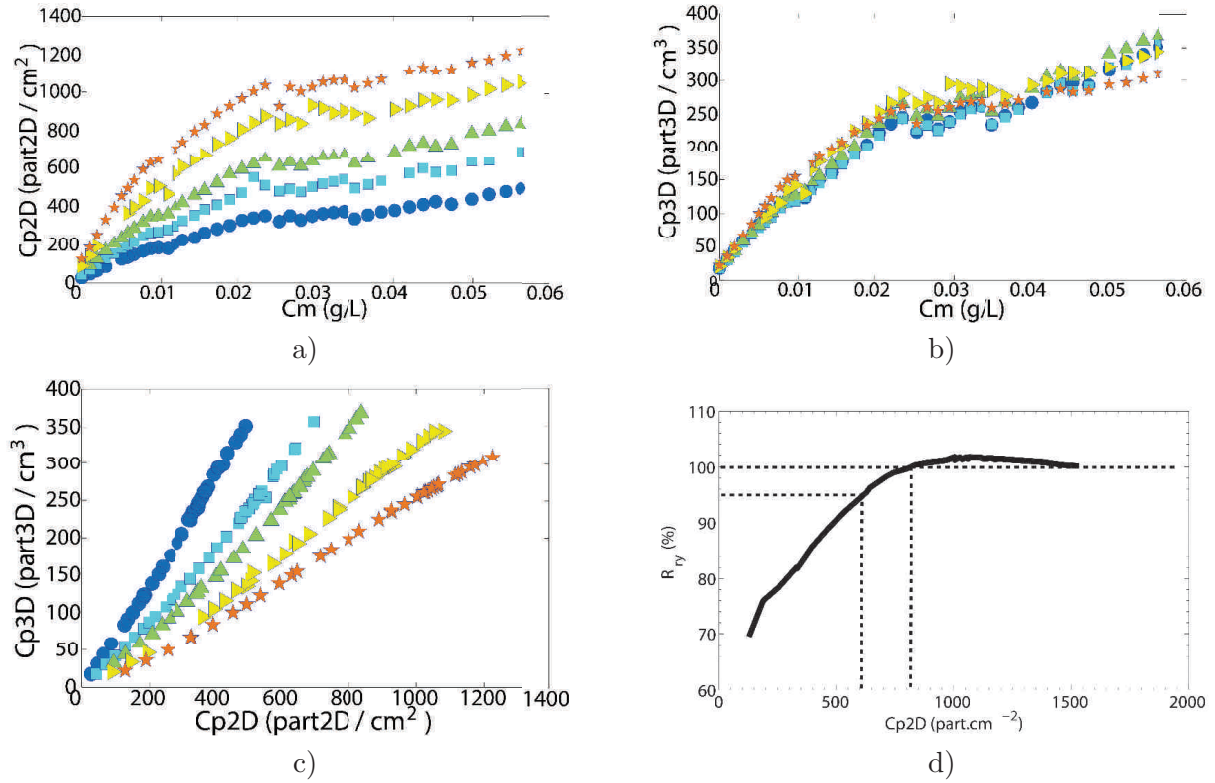 1400
1200
1000
800
600
400
200
0
Cp2D (part2D / cm2)
0 0.01 0.02 0.03 0.04 0.05 0.06
Cm (g/L)
a)
400
350
300
250
200
150
100
50
0
Cp3D (part3D / cm3)
0 0.01 0.02 0.03 0.04 0.05 0.06
Cm (g/L)
b)
400
350
300
250
200
150
100
50
0
Cp3D (part3D / cm3)
0 200 400 600 800 1000 1200 1400
Cp2D (part2D / cm2)
c)
110
100
90
80
70
60
R ry (%)
0 500 1000 1500 2000
Cp2D (part.cm −2)
d)